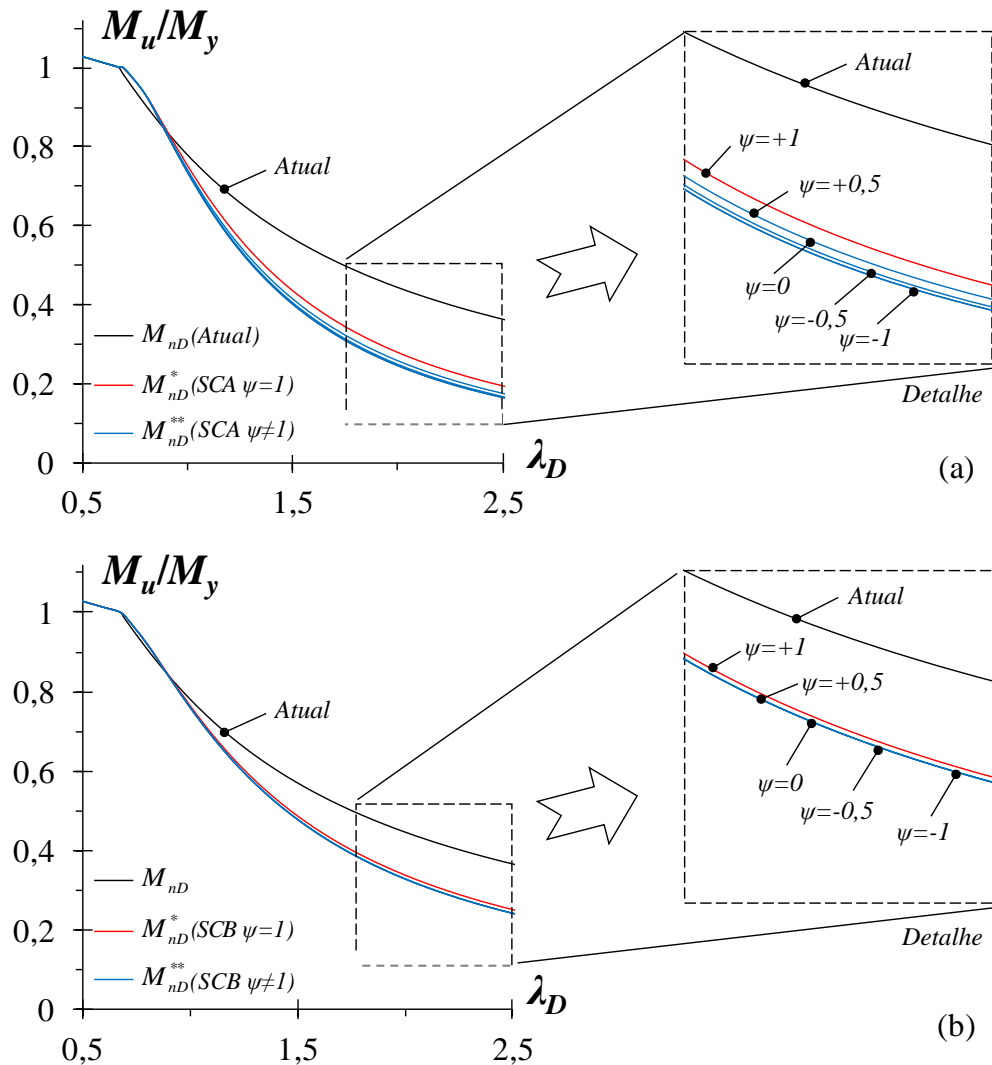 M_u/M_y
1
0,8
0,6
0,4
0,2
0
0,5
1,5
2,5
λ_D
Atual
M_nD (Atual)
M*_nD (SCA ψ=1)
M**_nD (SCA ψ≠1)
Atual
ψ=+1
ψ=+0,5
ψ=0
ψ=-0,5
ψ=-1
Detalhe
(a)
M_u/M_y
1
0,8
0,6
0,4
0,2
0
0,5
1,5
2,5
λ_D
Atual
M_nD
M*_nD (SCB ψ=1)
M**_nD (SCB ψ≠1)
Atual
ψ=+1
ψ=+0,5
ψ=0
ψ=-0,5
ψ=-1
Detalhe
(b)